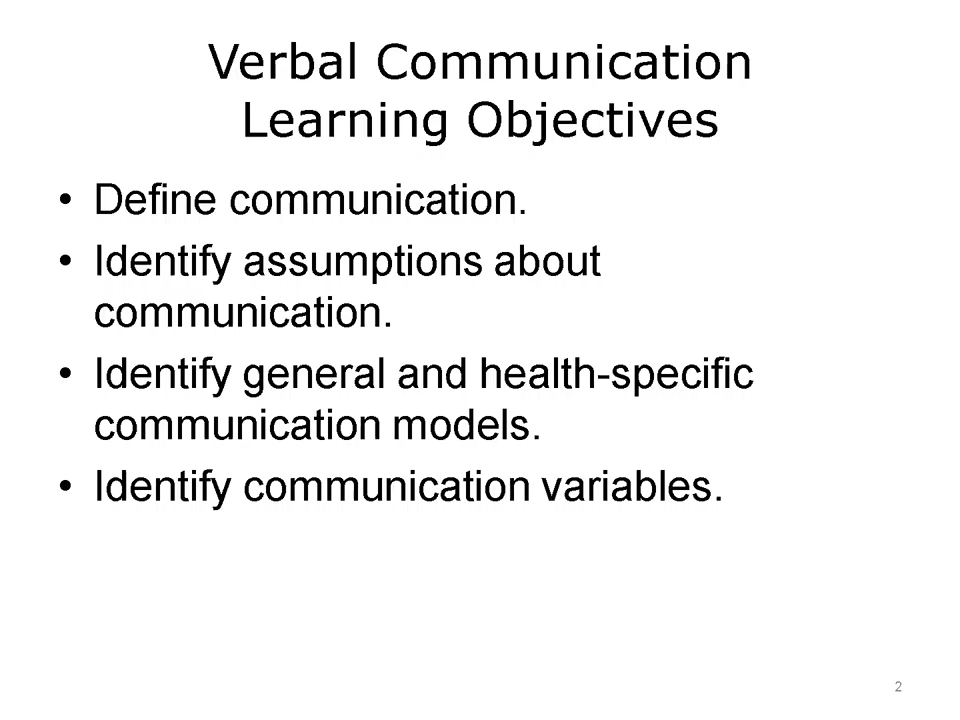 Verbal Communication
Learning Objectives
• Define communication.
• Identify assumptions about
communication.
• Identify general and health-specific
communication models.
• Identify communication variables.
2